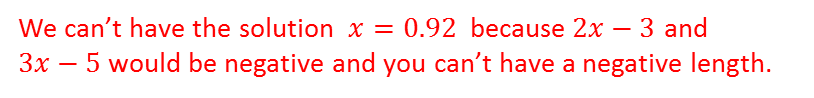 We can’t have the solution x = 0.92 because 2x − 3 and
3x − 5 would be negative and you can’t have a negative length.